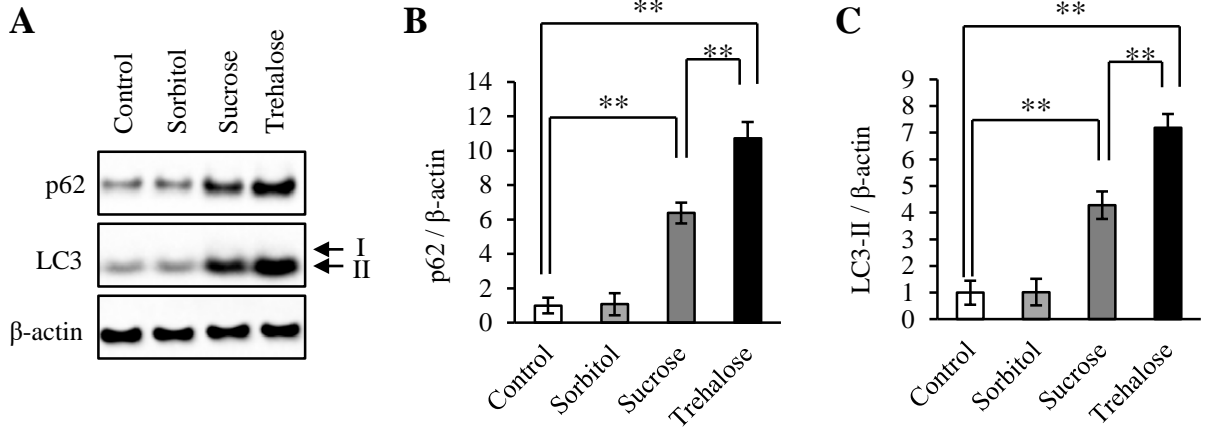 A
Control
Sorbitol
Sucrose
Trehalose
p62
LC3
I
II
β-actin
B
**
**
**
p62 / β-actin
14
12
10
8
6
4
2
0
Control
Sorbitol
Sucrose
Trehalose
C
**
**
**
LC3-II / β-actin
9
8
7
6
5
4
3
2
1
0
Control
Sorbitol
Sucrose
Trehalose